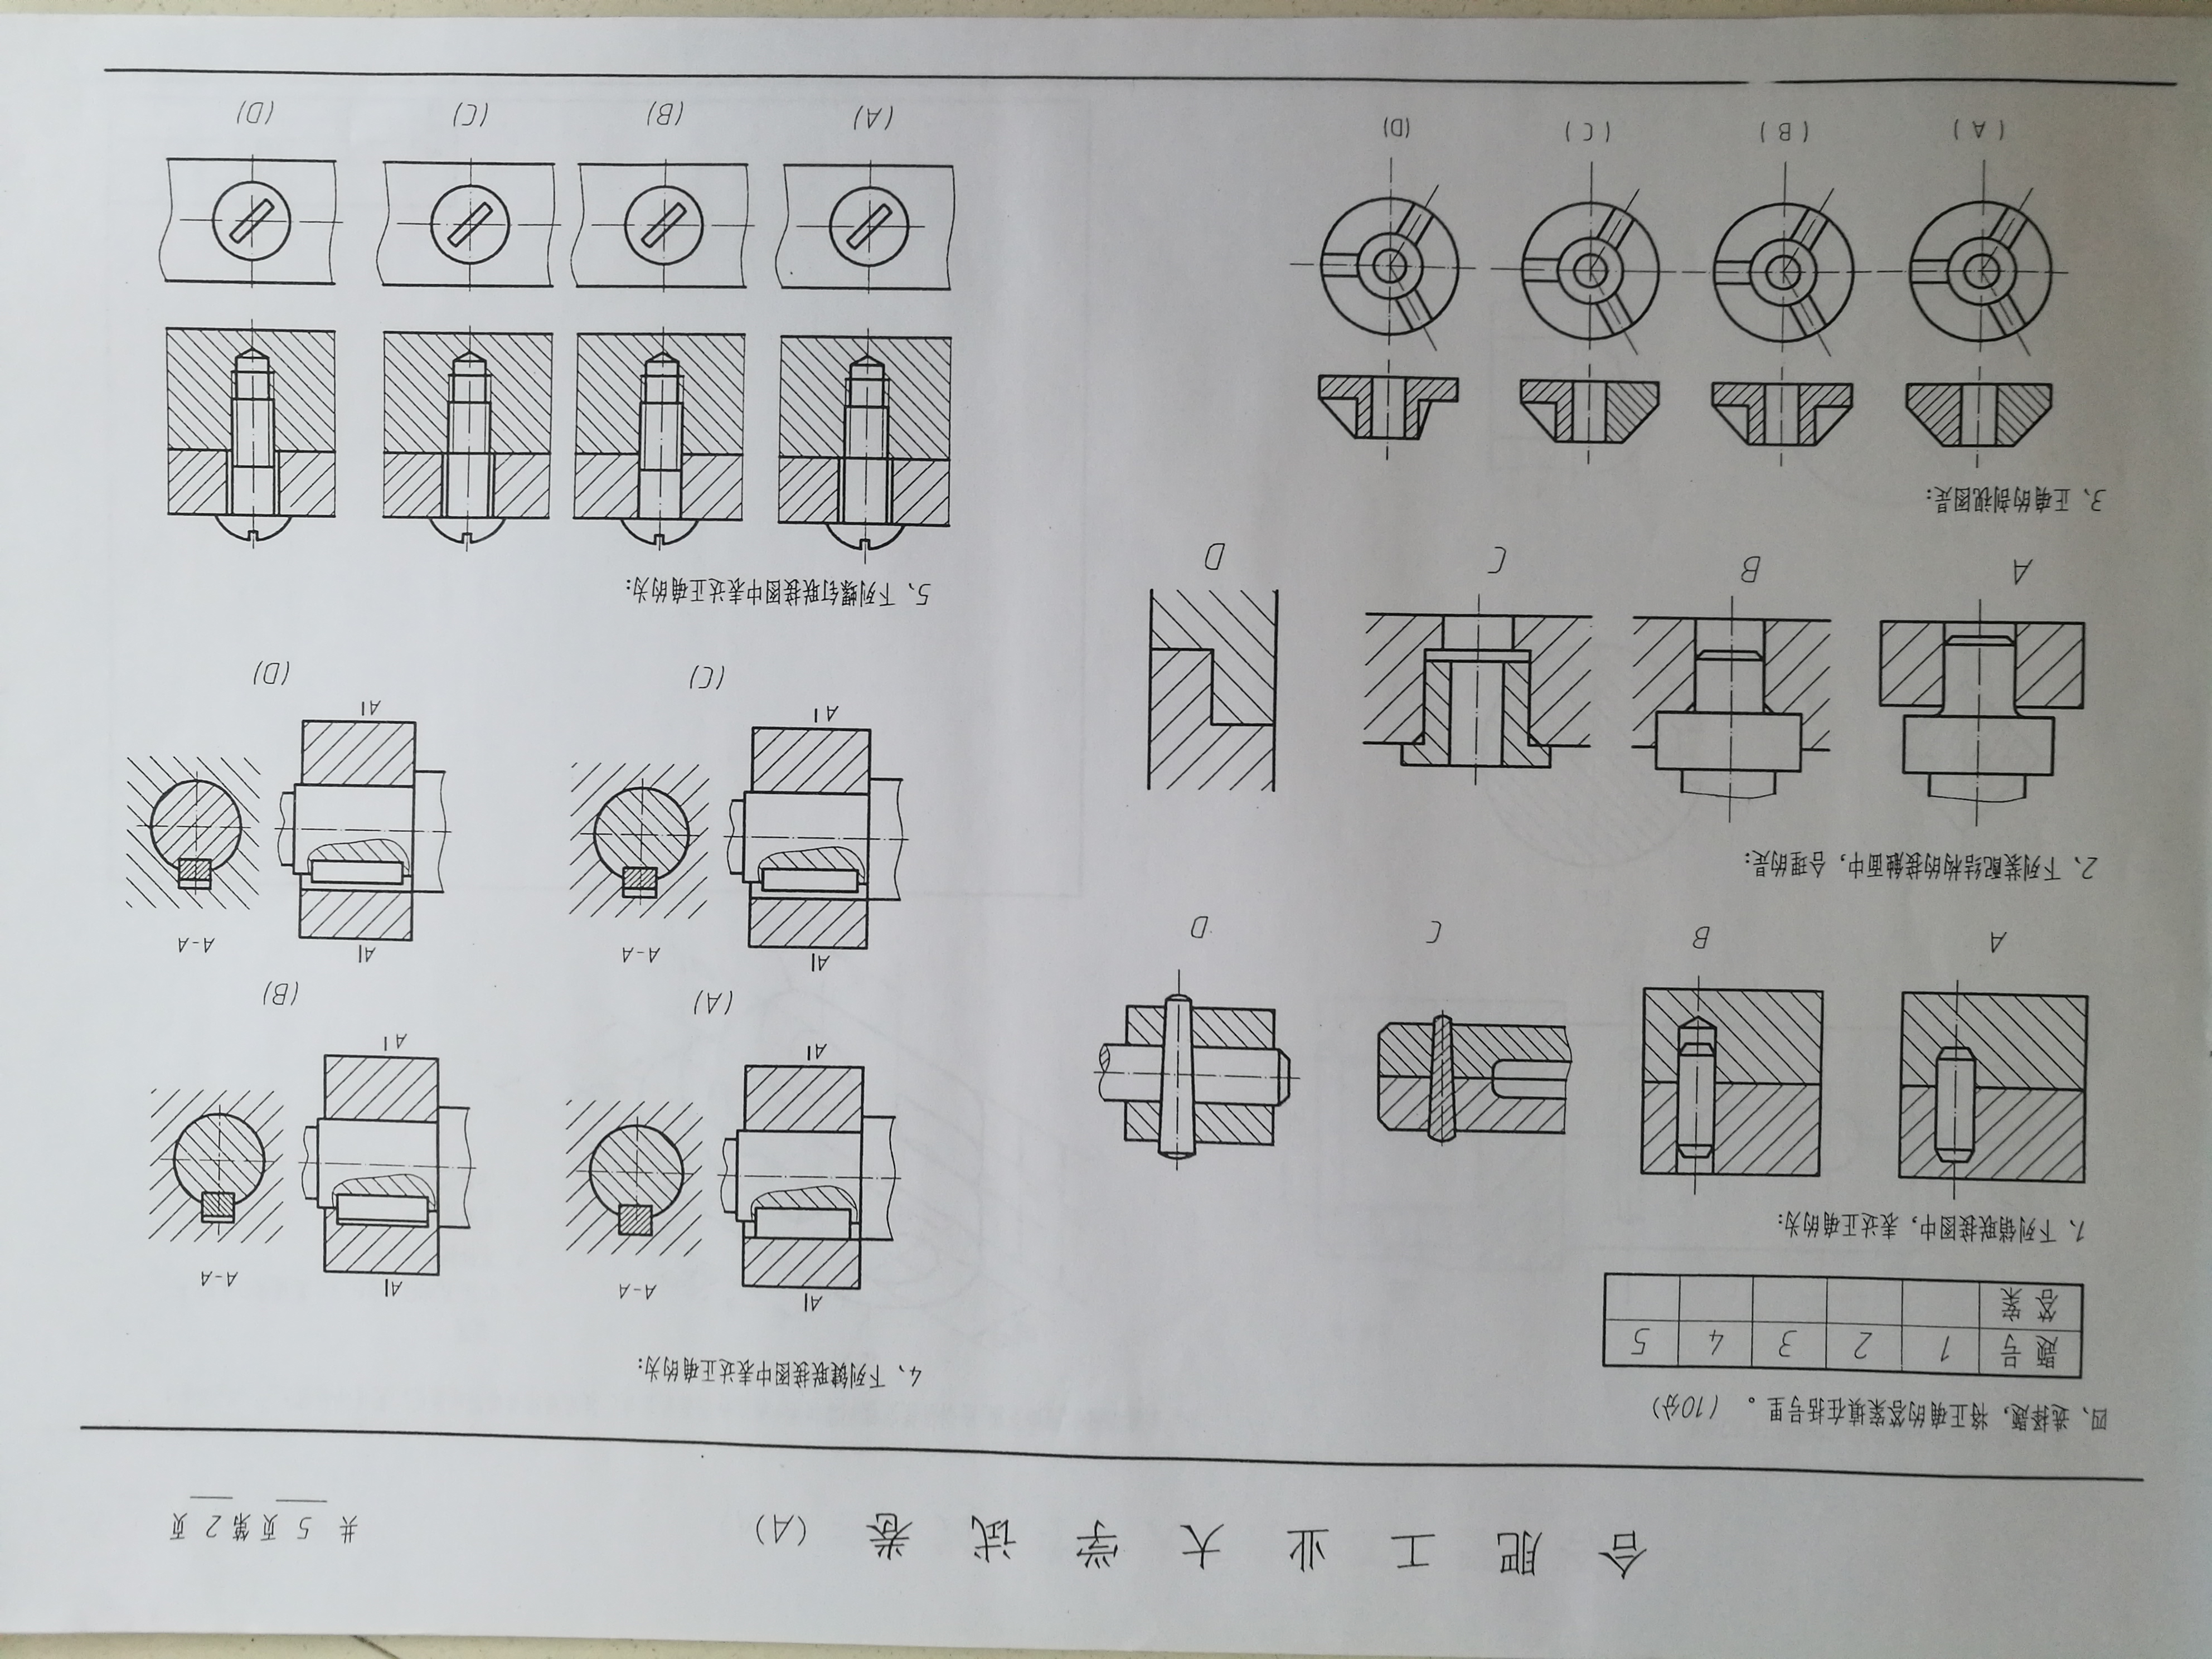 合肥工业大学试卷(A)
共 5 页第 2 页
四、选择题，将正确的答案填在括号里。(10分)
题号 1 2 3 4 5
答案
1、下列销联接图中，表达正确的为：
A B C D
2、下列装配结构的接触面中，合理的是：
A B C D
3、正确的剖视图是：
(A) (B) (C) (D)
4、下列键联接图中表达正确的为：
A A-A A A-A
A A
(A) (B)
A A-A A A-A
A A
(C) (D)
5、下列螺钉联接图中表达正确的为：
(A) (B) (C) (D)